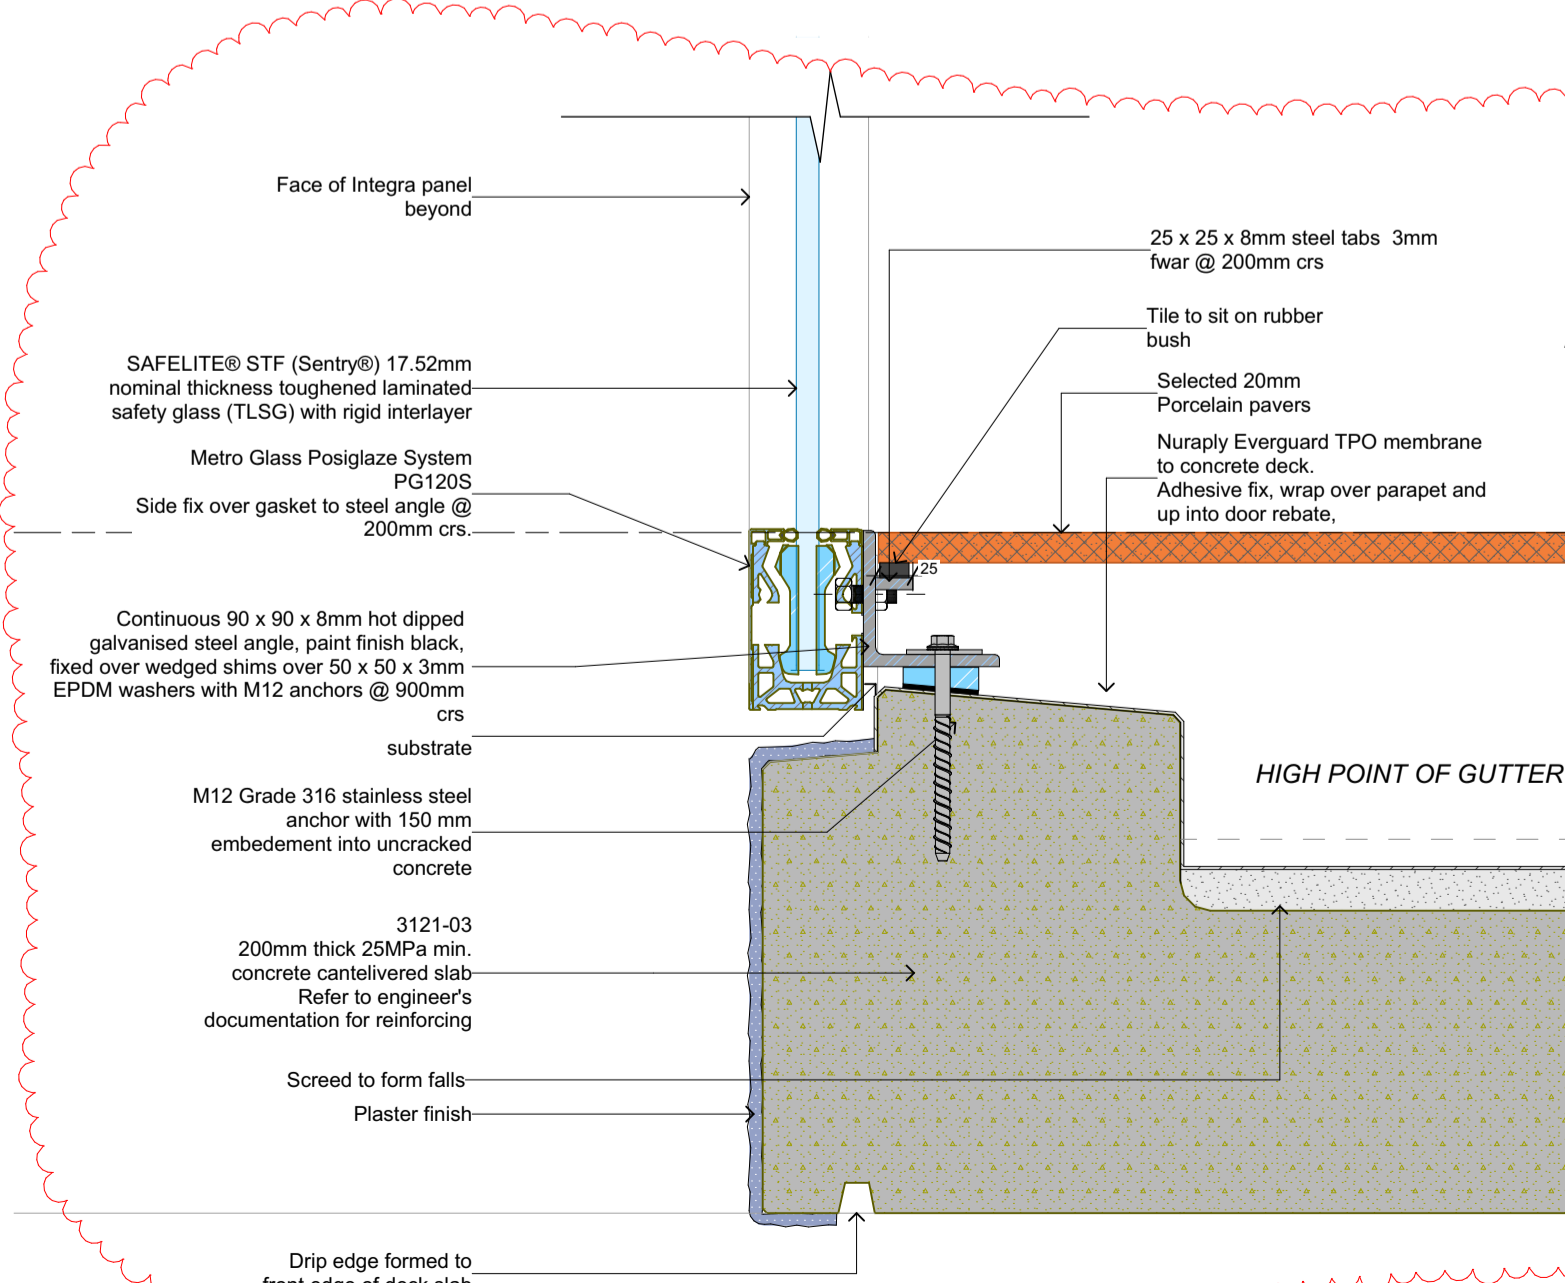 Face of Integra panel
beyond
SAFELITE® STF (Sentry®) 17.52mm
nominal thickness toughened laminated
safety glass (TLSG) with rigid interlayer
Metro Glass Posiglaze System
PG120S
Side fix over gasket to steel angle @
200mm crs.
Continuous 90 x 90 x 8mm hot dipped
galvanised steel angle, paint finish black,
fixed over wedged shims over 50 x 50 x 3mm
EPDM washers with M12 anchors @ 900mm
crs
substrate
M12 Grade 316 stainless steel
anchor with 150 mm
embedement into uncracked
concrete
3121-03
200mm thick 25MPa min.
concrete cantelivered slab
Refer to engineer's
documentation for reinforcing
Screed to form falls
Plaster finish
Drip edge formed to
front edge of deck slab
25 x 25 x 8mm steel tabs 3mm
fwar @ 200mm crs
Tile to sit on rubber
bush
Selected 20mm
Porcelain pavers
Nuraply Everguard TPO membrane
to concrete deck.
Adhesive fix, wrap over parapet and
up into door rebate,
25
HIGH POINT OF GUTTER